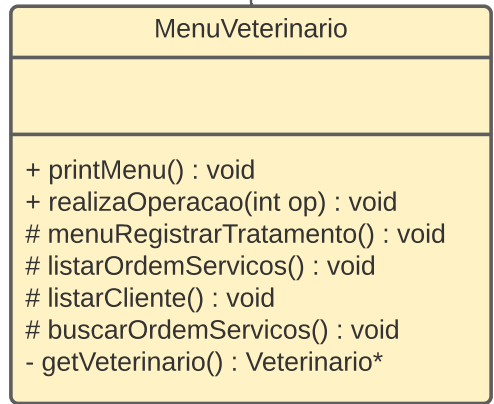 MenuVeterinario
+ printMenu() : void
+ realizaOperacao(int op) : void
# menuRegistrarTratamento() : void
# listarOrdemServicos() : void
# listarCliente() : void
# buscarOrdemServicos() : void
- getVeterinario() : Veterinario*